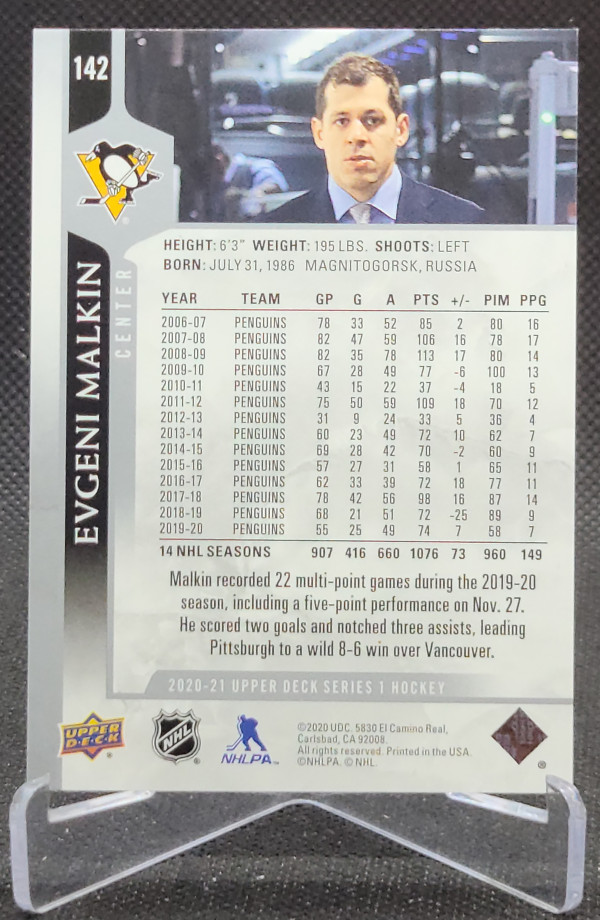 142
EVGENI MALKIN
CENTER
HEIGHT: 6'3" WEIGHT: 195 LBS. SHOOTS: LEFT
BORN: JULY 31, 1986 MAGNITOGORSK, RUSSIA
YEAR TEAM GP G A PTS +/- PIM PPG
2006-07 PENGUINS 78 33 52 85 2 80 16
2007-08 PENGUINS 82 47 59 106 16 78 17
2008-09 PENGUINS 82 35 78 113 17 80 14
2009-10 PENGUINS 67 28 49 77 -6 100 13
2010-11 PENGUINS 43 15 22 37 -4 18 5
2011-12 PENGUINS 75 50 59 109 18 70 12
2012-13 PENGUINS 31 9 24 33 5 36 4
2013-14 PENGUINS 60 23 49 72 10 62 7
2014-15 PENGUINS 69 28 42 70 -2 60 9
2015-16 PENGUINS 57 27 31 58 1 65 11
2016-17 PENGUINS 62 33 39 72 18 77 11
2017-18 PENGUINS 78 42 56 98 16 87 14
2018-19 PENGUINS 68 21 51 72 -25 89 9
2019-20 PENGUINS 55 25 49 74 7 58 7
14 NHL SEASONS 907 416 660 1076 73 960 149
Malkin recorded 22 multi-point games during the 2019-20
season, including a five-point performance on Nov. 27.
He scored two goals and notched three assists, leading
Pittsburgh to a wild 8-6 win over Vancouver.
2020-21 UPPER DECK SERIES 1 HOCKEY
UPPER
DECK
®
NHL
®
NHLPA
™
©2020 UDC. 5830 El Camino Real,
Carlsbad, CA 92008.
All rights reserved. Printed in the USA.
©NHLPA. © NHL.
®